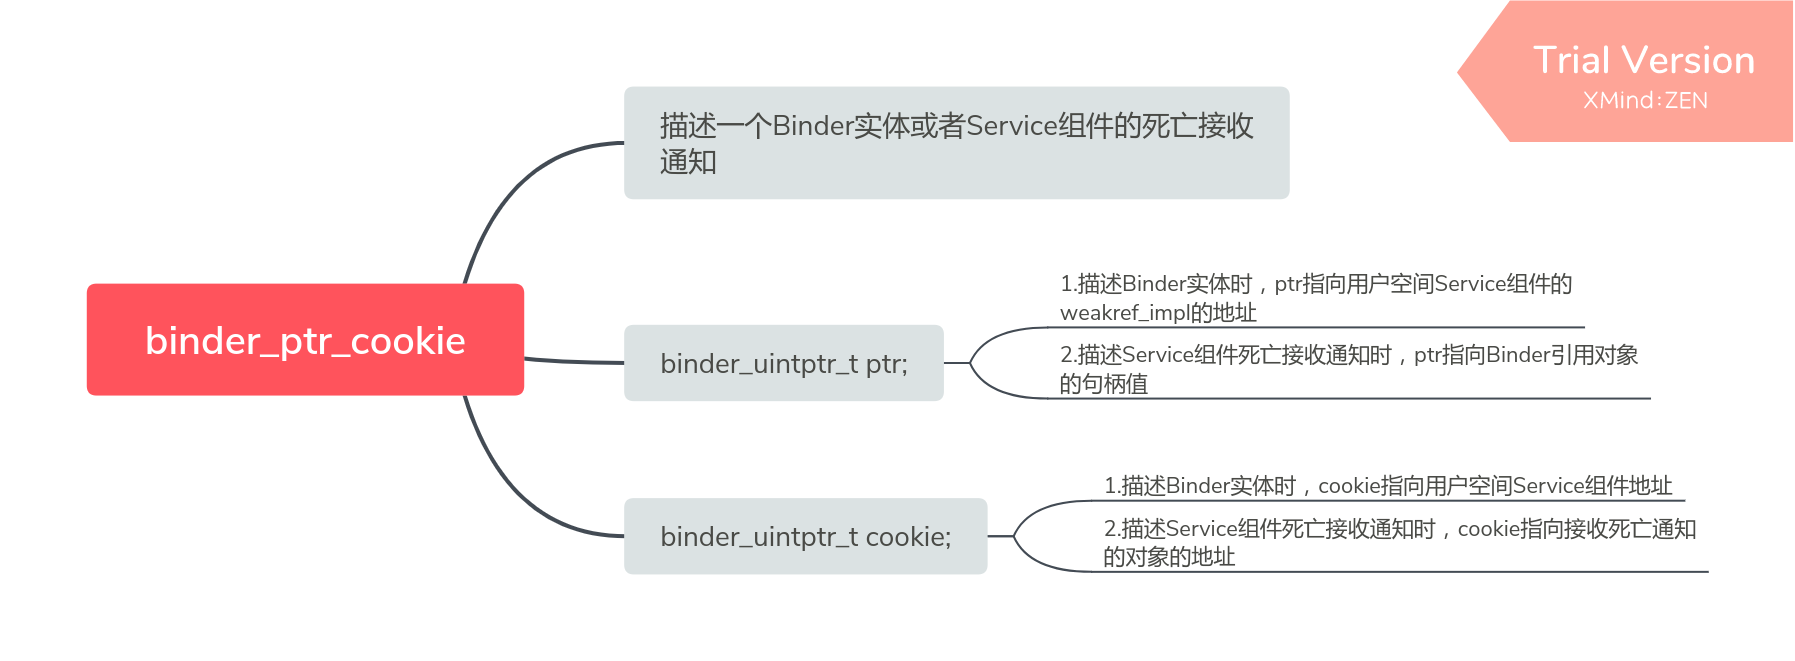 Trial Version
XMind:ZEN
描述一个Binder实体或者Service组件的死亡接收
通知
binder_ptr_cookie
binder_uintptr_t ptr;
1.描述Binder实体时，ptr指向用户空间Service组件的
weakref_impl的地址
2.描述Service组件死亡接收通知时，ptr指向Binder引用对象
的句柄值
binder_uintptr_t cookie;
1.描述Binder实体时，cookie指向用户空间Service组件地址
2.描述Service组件死亡接收通知时，cookie指向接收死亡通知
的对象的地址